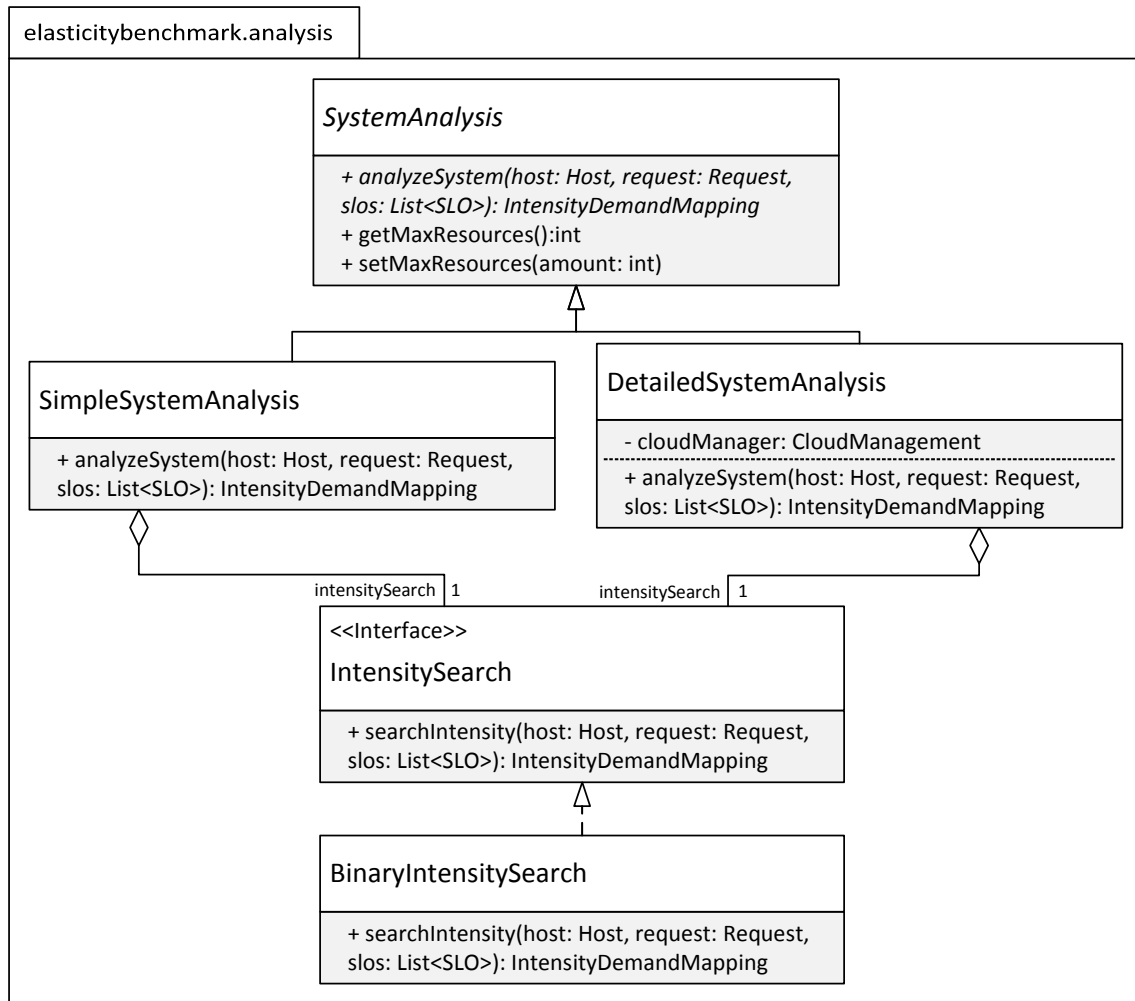 elasticitybenchmark.analysis
SystemAnalysis
+ analyzeSystem(host: Host, request: Request,
slos: List<SLO>): IntensityDemandMapping
+ getMaxResources():int
+ setMaxResources(amount: int)
SimpleSystemAnalysis
+ analyzeSystem(host: Host, request: Request,
slos: List<SLO>): IntensityDemandMapping
DetailedSystemAnalysis
- cloudManager: CloudManagement
+ analyzeSystem(host: Host, request: Request,
slos: List<SLO>): IntensityDemandMapping
intensitySearch 1
intensitySearch 1
<<Interface>>
IntensitySearch
+ searchIntensity(host: Host, request: Request,
slos: List<SLO>): IntensityDemandMapping
BinaryIntensitySearch
+ searchIntensity(host: Host, request: Request,
slos: List<SLO>): IntensityDemandMapping